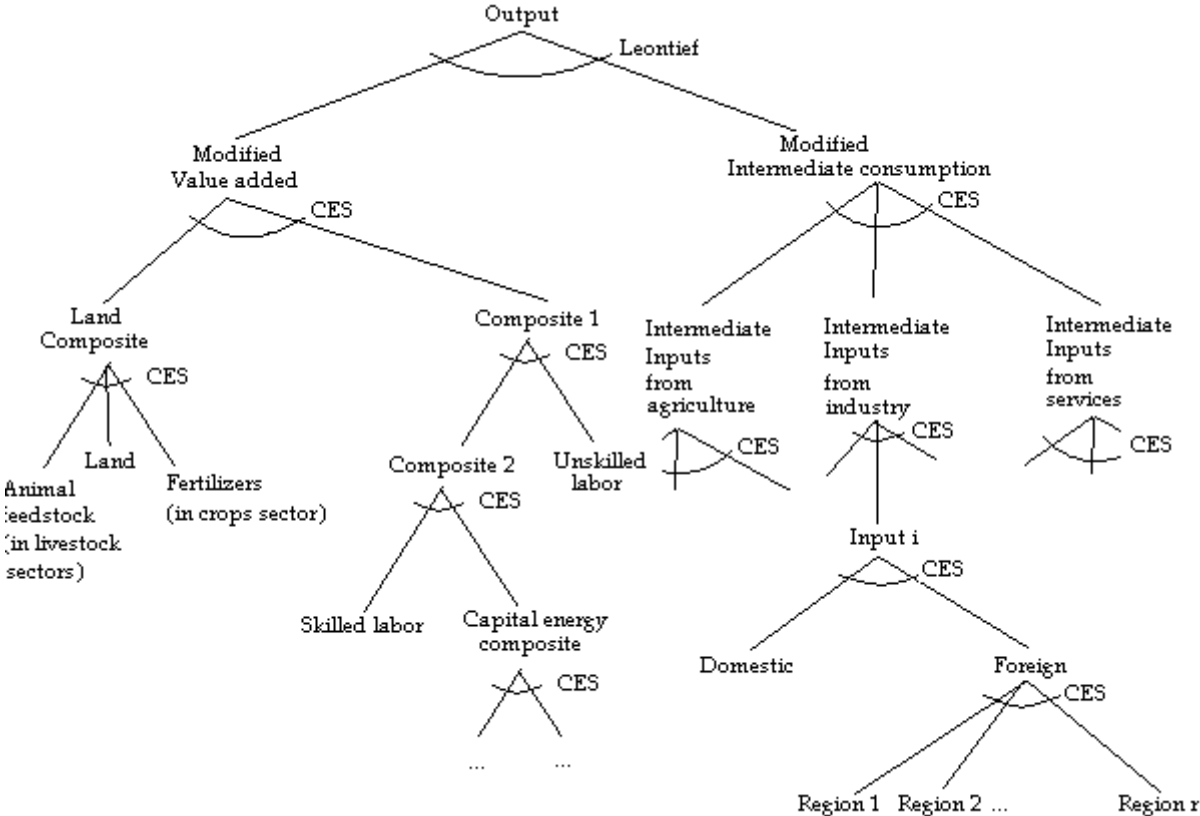 Output
Leontief
Modified
Value added
CES
Modified
Intermediate consumption
CES
Land
Composite
CES
Composite 1
CES
Intermediate
Inputs
from
agriculture
CES
Intermediate
Inputs
from
industry
CES
Intermediate
Inputs
from
services
CES
Animal
feedstock
(in livestock
sectors)
Land
Fertilizers
(in crops sector)
Composite 2
CES
Unskilled
labor
Skilled labor
Capital energy
composite
CES
...
...
Input i
CES
Domestic
Foreign
CES
Region 1
Region 2 ...
Region r